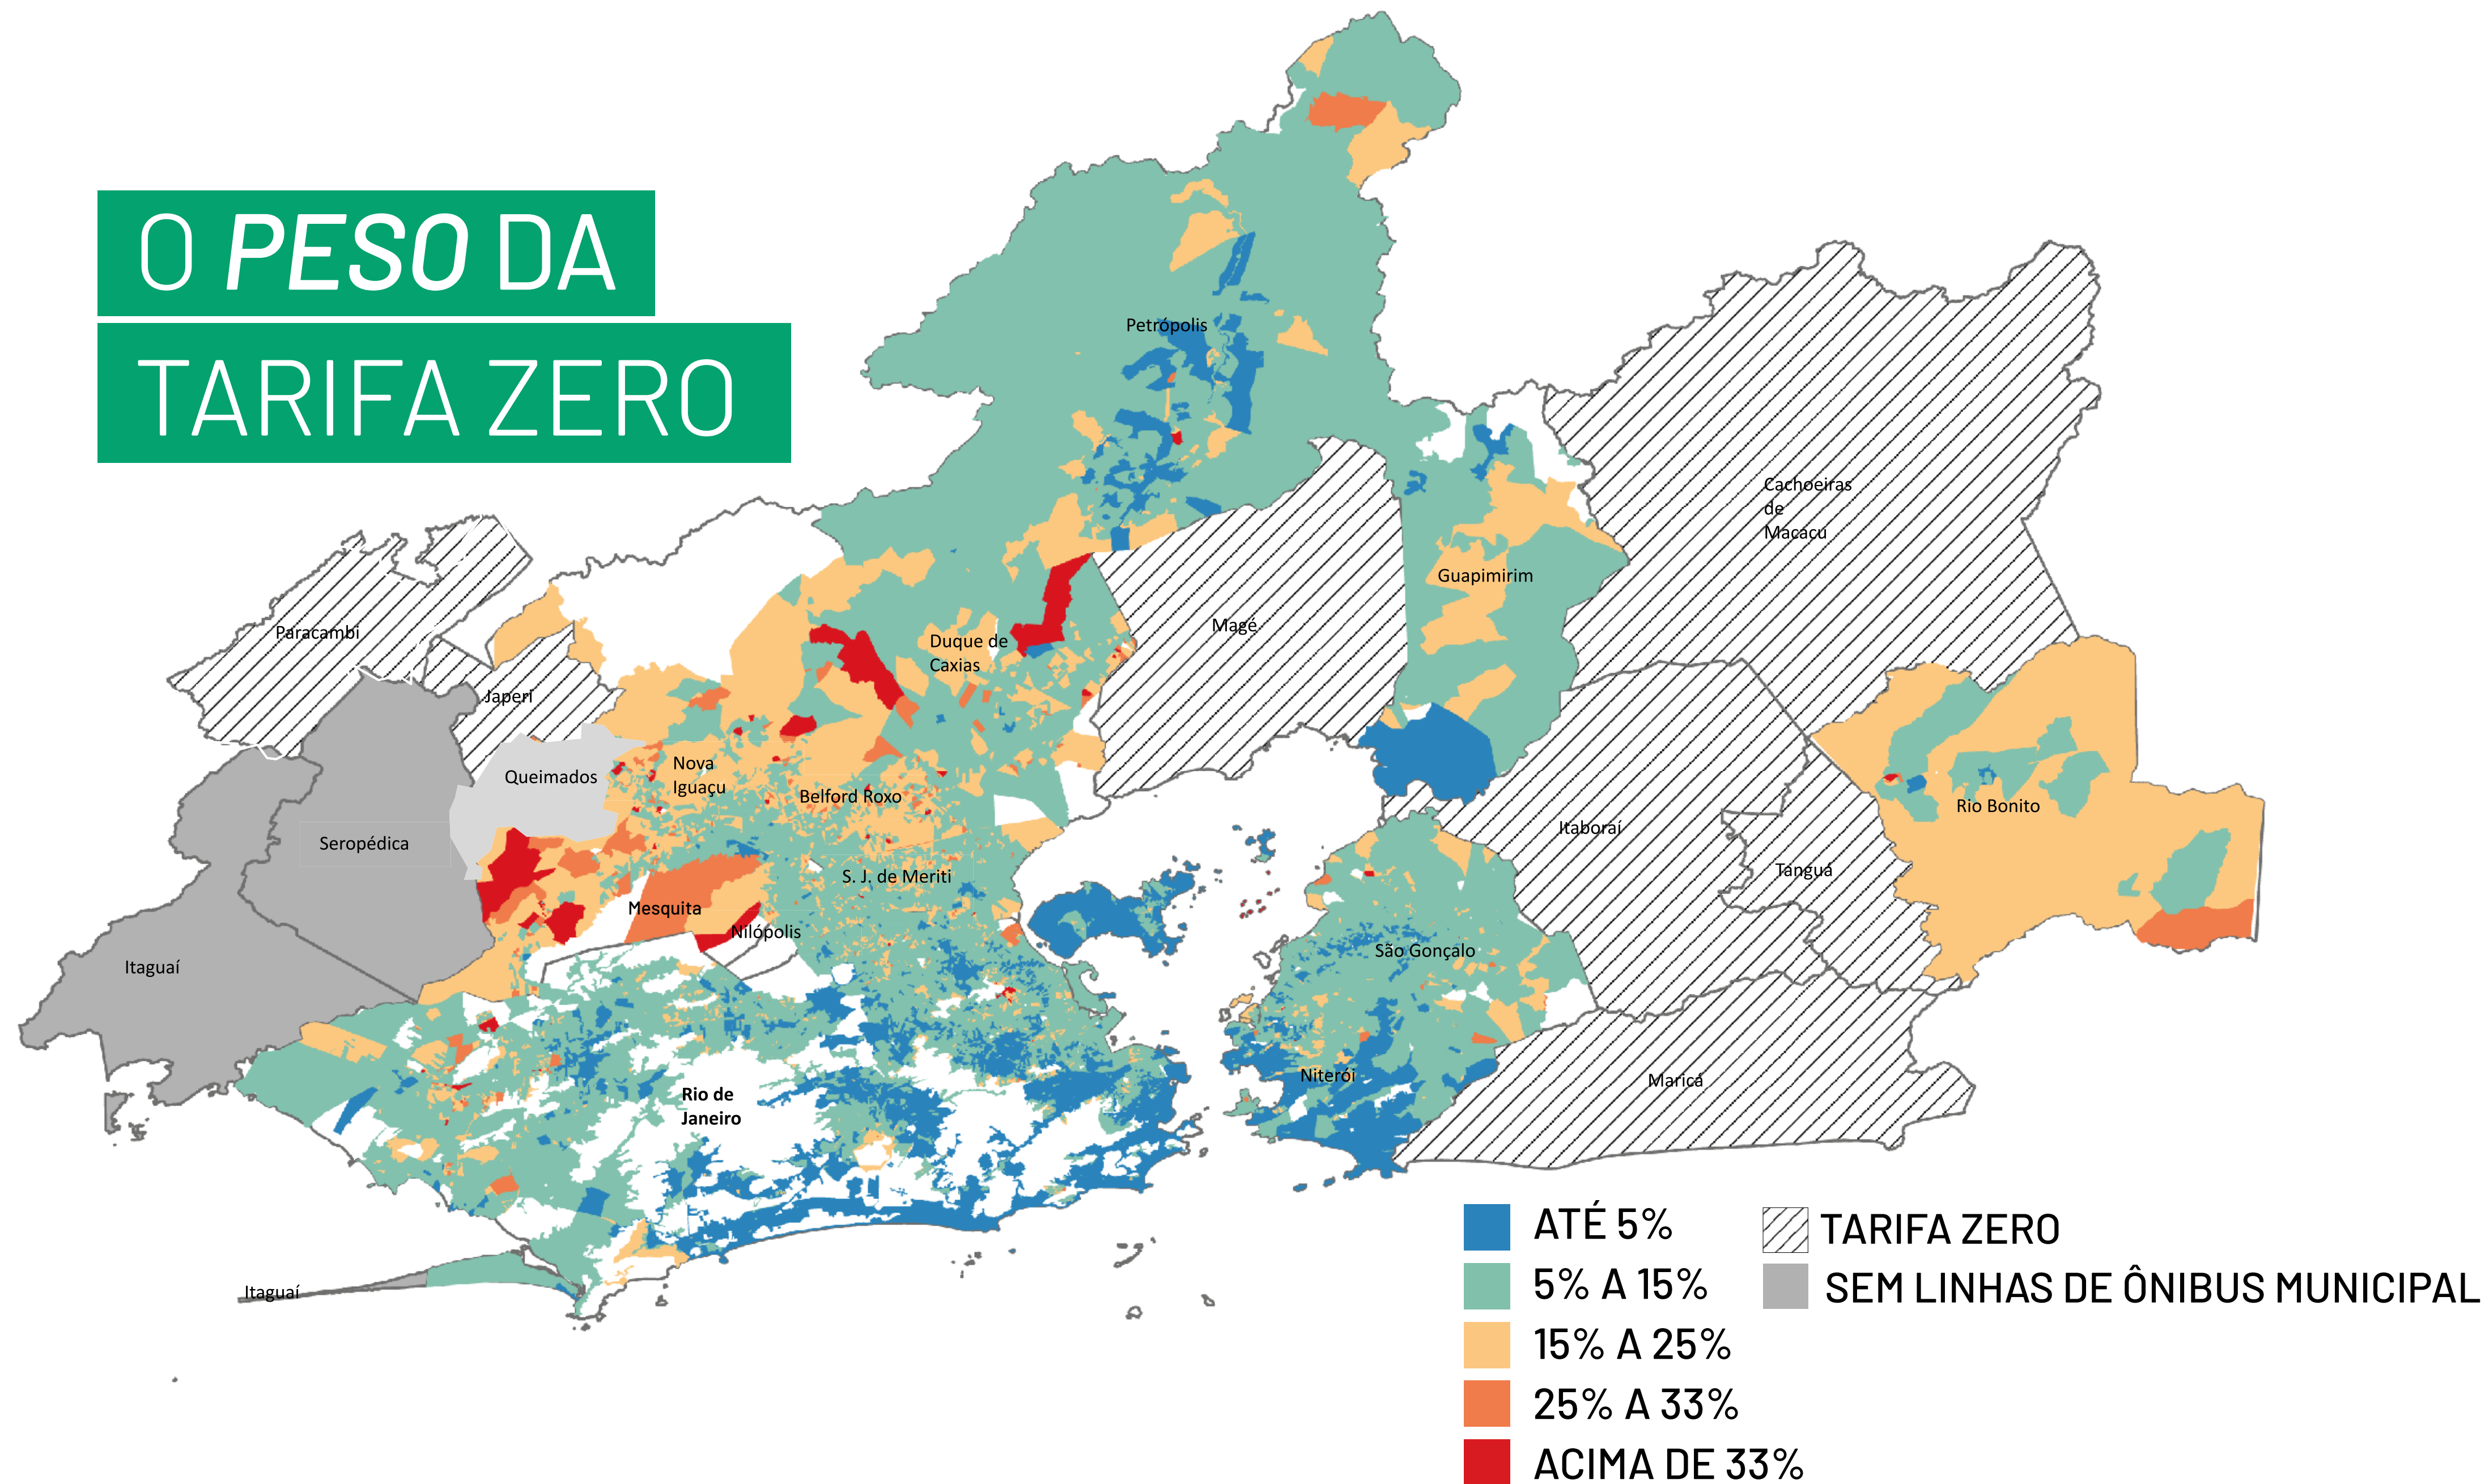 O PESO DA
TARIFA ZERO
Petrópolis
Cachoeiras
de
Macacu
Guapimirim
Paracambi
Magé
Duque de
Caxias
Japeri
Nova
Iguaçu
Queimados
Belford Roxo
Rio Bonito
Itaboraí
Seropédica
Tanguá
S. J. de Meriti
Mesquita
Nilópolis
São Gonçalo
Itaguaí
Niterói
Maricá
Rio de
Janeiro
Itaguaí
ATÉ 5%
5% A 15%
15% A 25%
25% A 33%
ACIMA DE 33%
TARIFA ZERO
SEM LINHAS DE ÔNIBUS MUNICIPAL